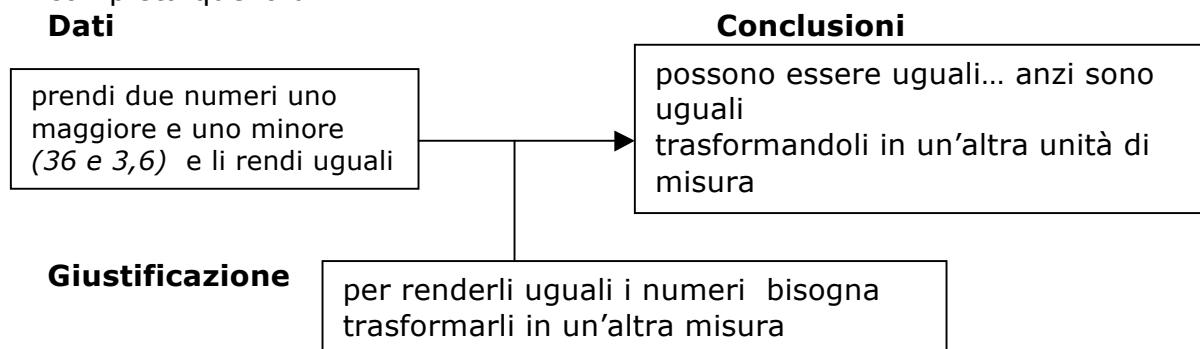 Dati
Conclusioni
prendi due numeri uno
maggiore e uno minore
(36 e 3,6) e li rendi uguali
possono essere uguali… anzi sono
uguali
trasformandoli in un’altra unità di
misura
Giustificazione
per renderli uguali i numeri bisogna
trasformarli in un’altra misura